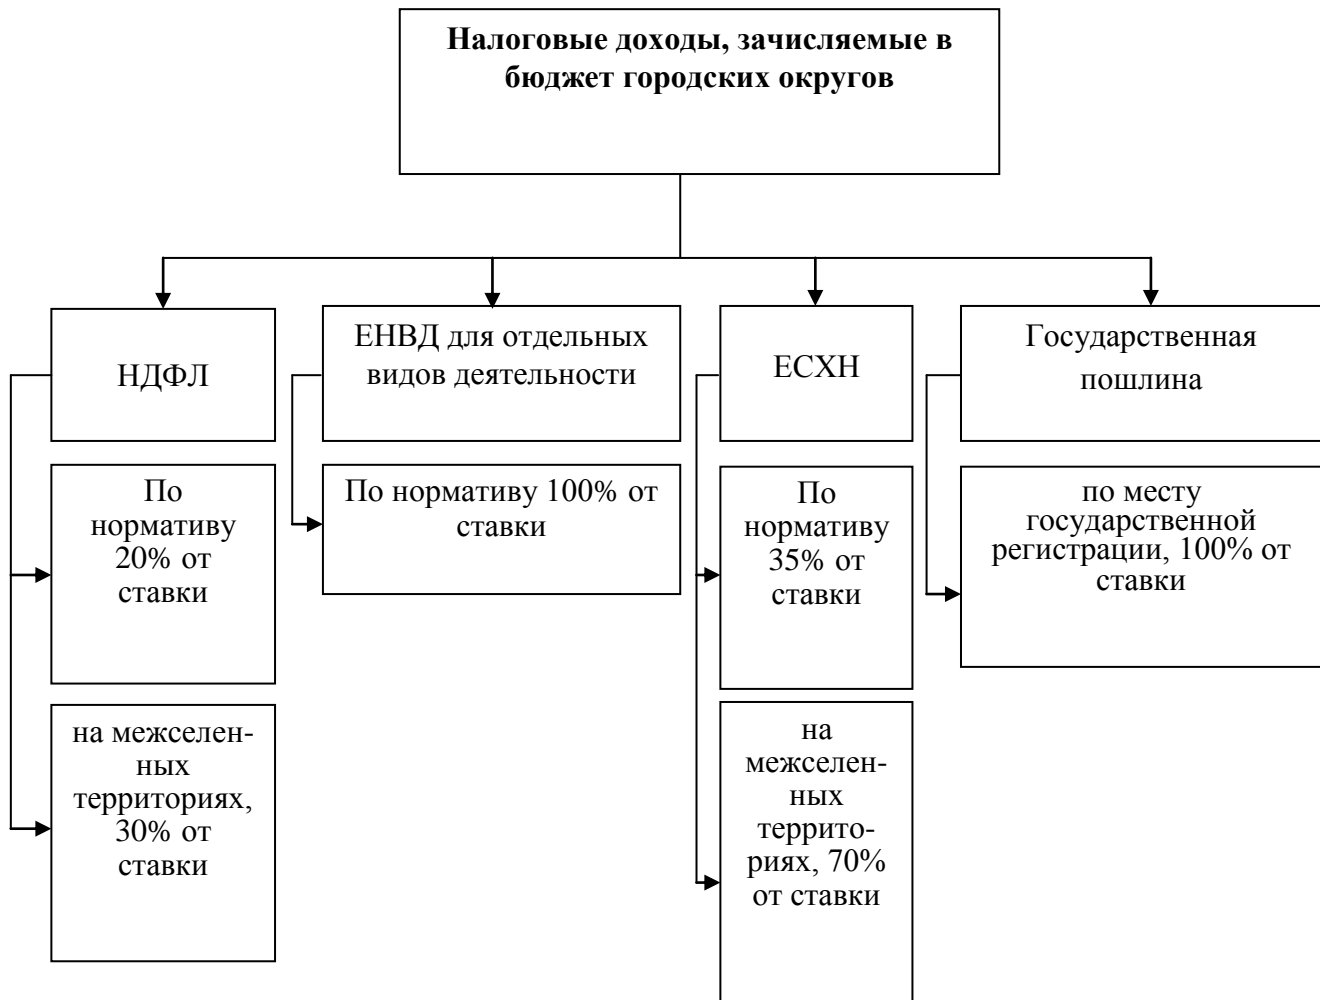 Налоговые доходы, зачисляемые в
бюджет городских округов
НДФЛ
ЕНВД для отдельных
видов деятельности
ЕСХН
Государственная
пошлина
По
нормативу
20% от
ставки
По нормативу 100% от
ставки
По
нормативу
35% от
ставки
по месту
государственной
регистрации, 100% от
ставки
на межселен-
ных
территориях,
30% от
ставки
на
межселен-
ных
террито-
риях, 70%
от ставки